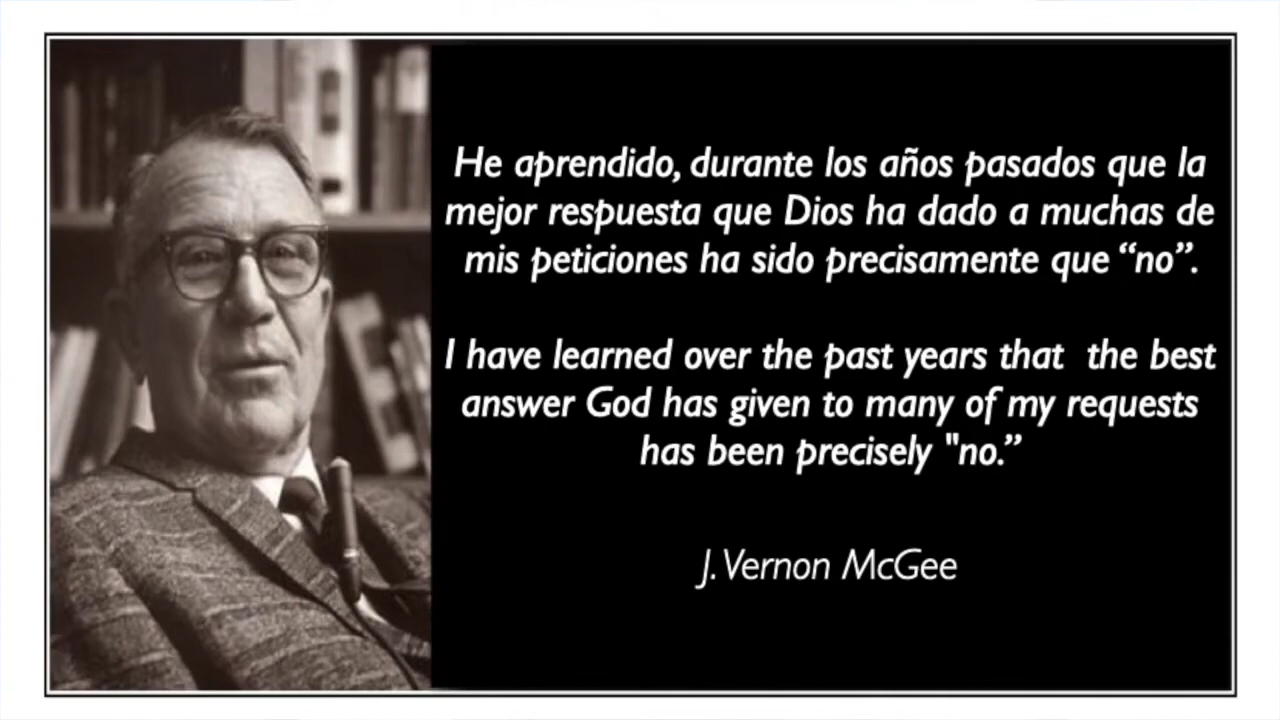 He aprendido, durante los años pasados que la
mejor respuesta que Dios ha dado a muchas de
mis peticiones ha sido precisamente que “no”.
I have learned over the past years that  the best
answer God has given to many of my requests
has been precisely "no.”
J. Vernon McGee